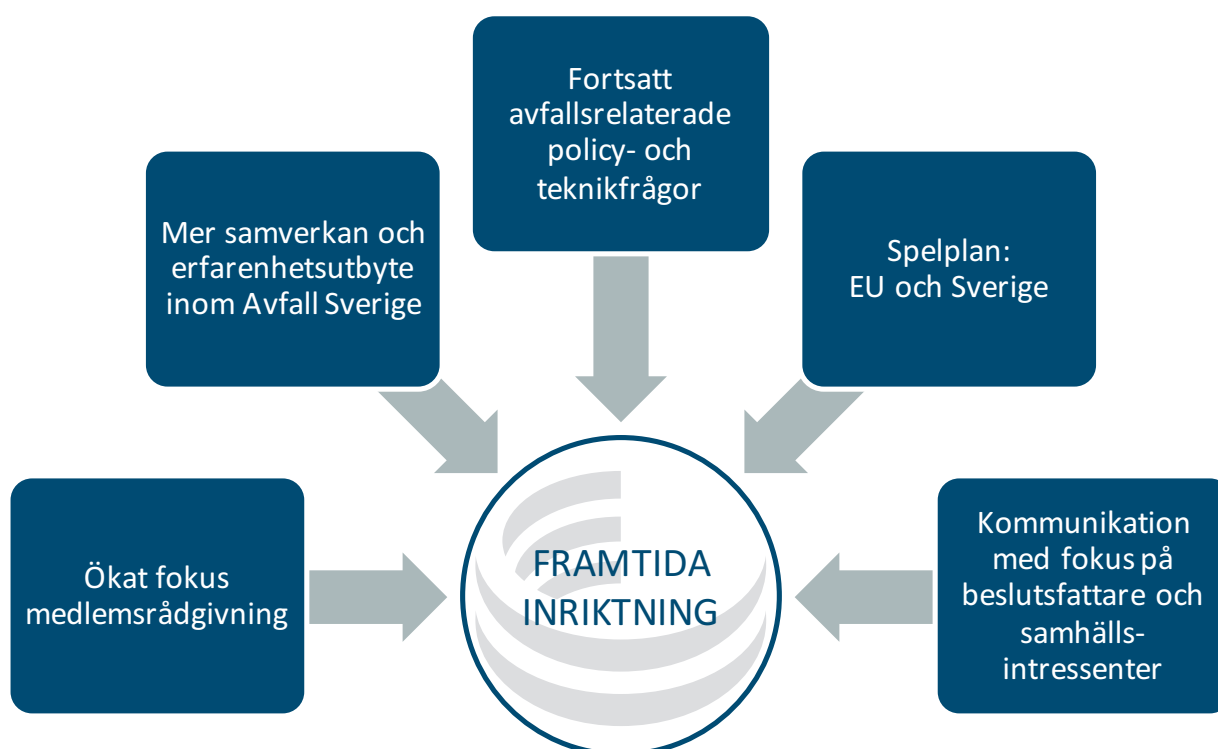 Fortsatt
avfallsrelaterade
policy- och
teknikfrågor
Mer samverkan och
erfarenhetsutbyte
inom Avfall Sverige
Spelplan:
EU och Sverige
Ökat fokus
medlemsrådgivning
FRAMTIDA
INRIKTNING
Kommunikation
med fokus på
beslutsfattare och
samhälls-
intressenter